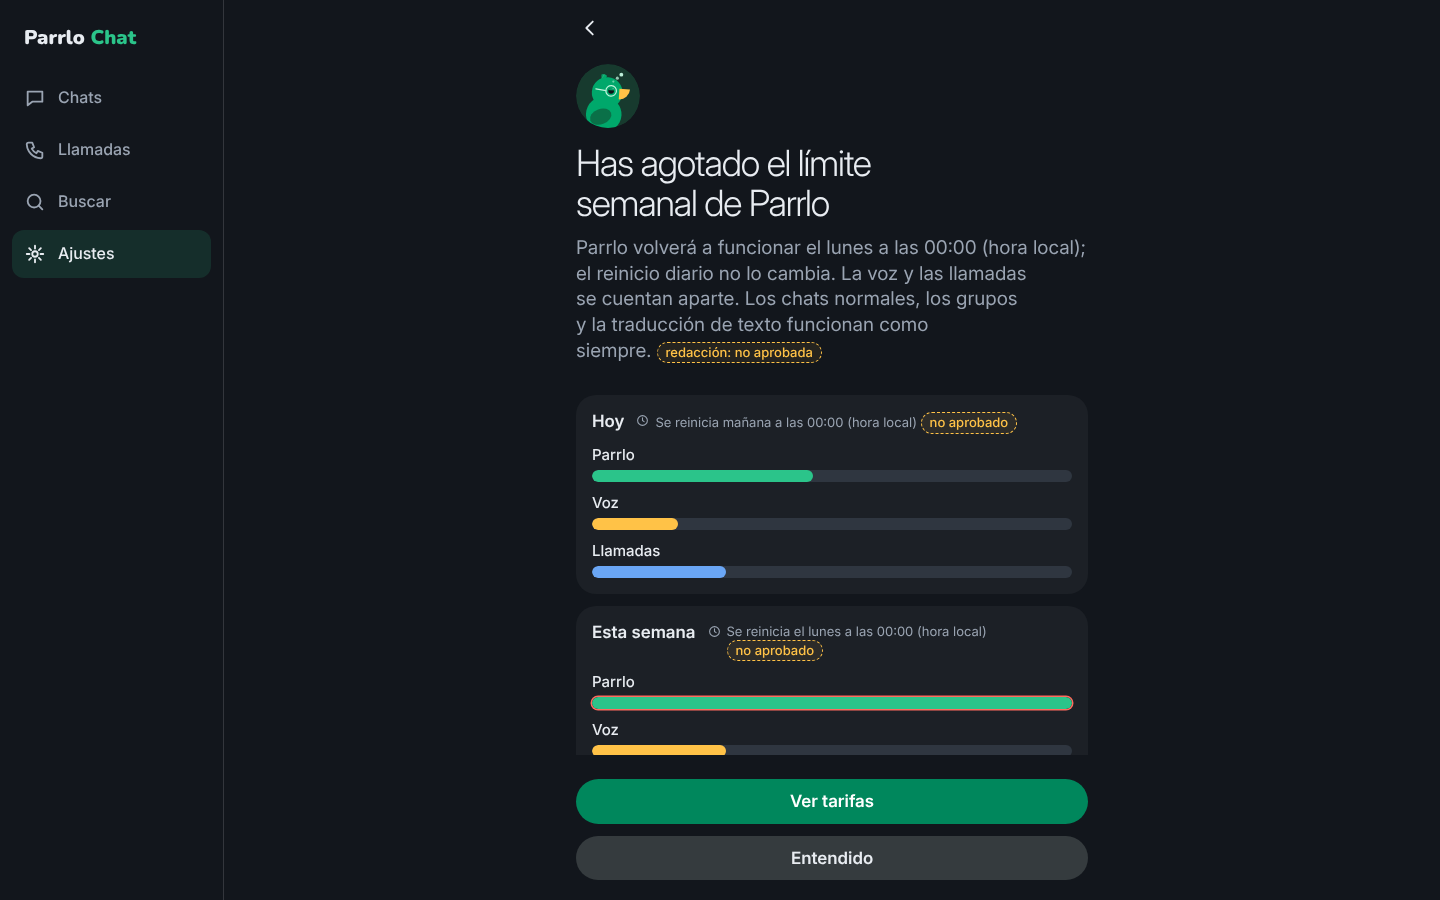 Parrlo Chat
Chats
Llamadas
Buscar
Ajustes
Has agotado el límite
semanal de Parrlo
Parrlo volverá a funcionar el lunes a las 00:00 (hora local);
el reinicio diario no lo cambia. La voz y las llamadas
se cuentan aparte. Los chats normales, los grupos
y la traducción de texto funcionan como
siempre. redacción: no aprobada
Hoy Se reinicia mañana a las 00:00 (hora local) no aprobado
Parrlo
Voz
Llamadas
Esta semana Se reinicia el lunes a las 00:00 (hora local)
no aprobado
Parrlo
Voz
Ver tarifas
Entendido